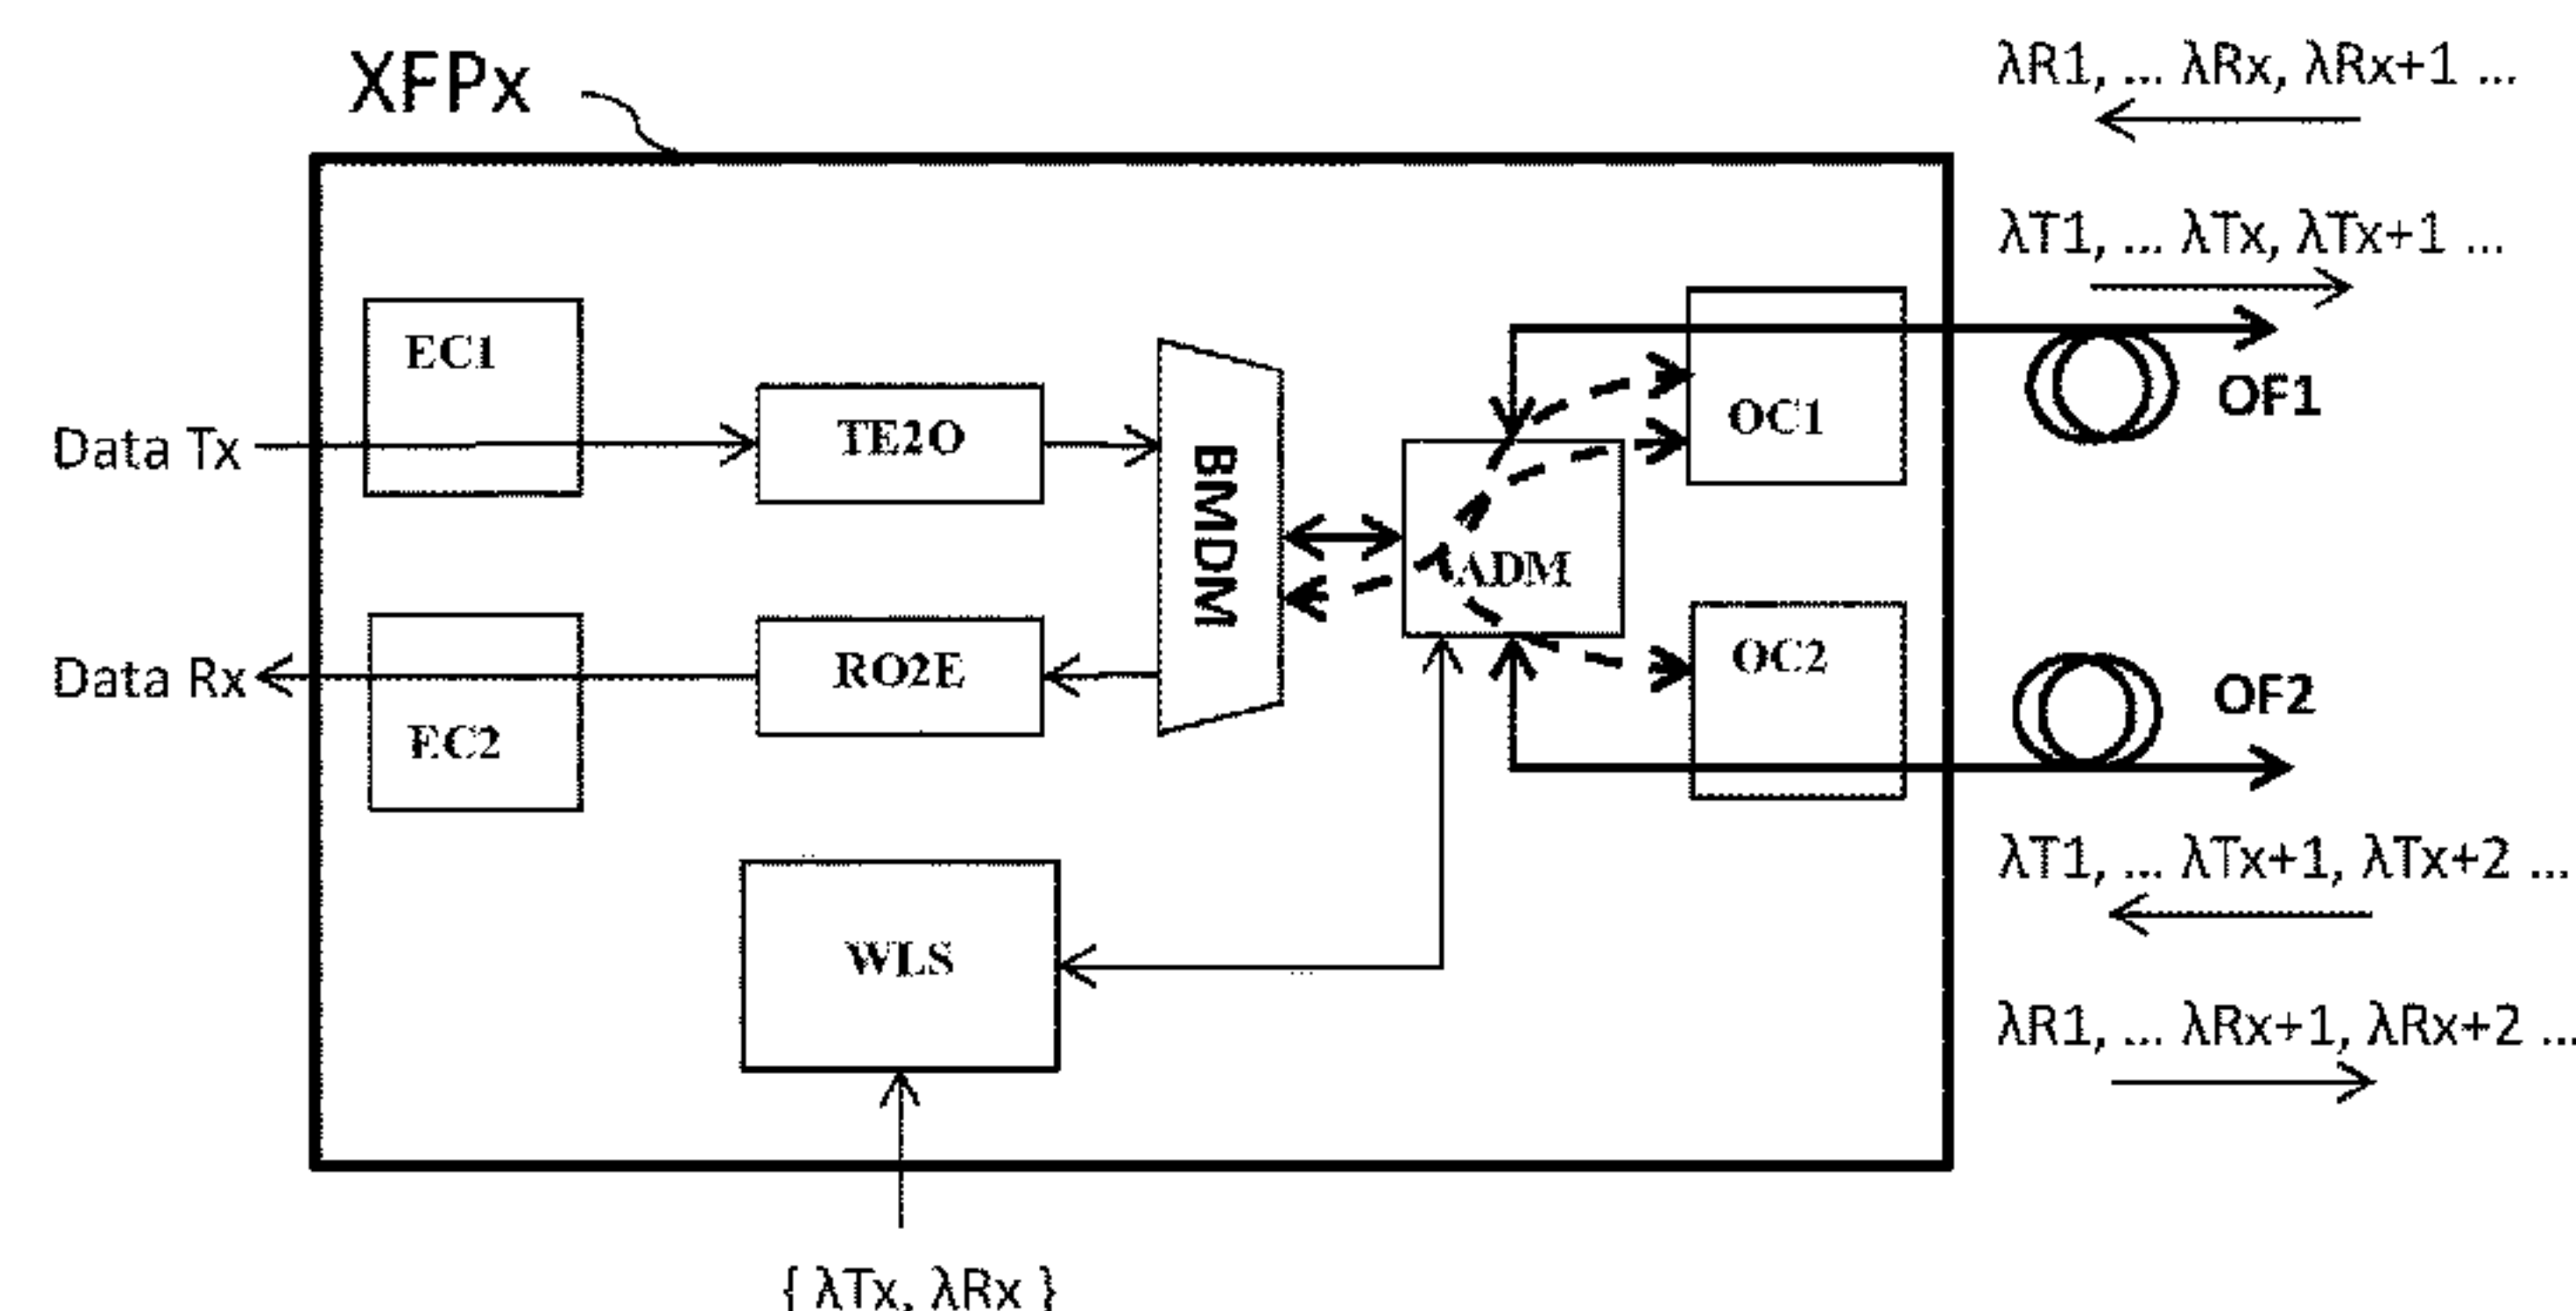 XFPx
λR1, ... λRx, λRx+1 ...
λT1, ... λTx, λTx+1 ...
EC1
Data Tx
TE2O
BMDM
OC1
OF1
ADM
Data Rx
EC2
RO2E
OC2
OF2
λT1, ... λTx+1, λTx+2 ...
WLS
λR1, ... λRx+1, λRx+2 ...
{ λTx, λRx }